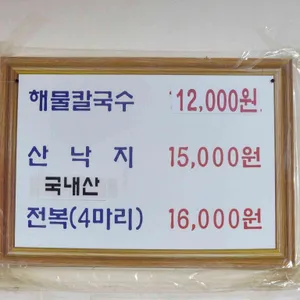 해물칼국수 12,000원
산 낙 지 15,000원
국내산
전복(4마리) 16,000원